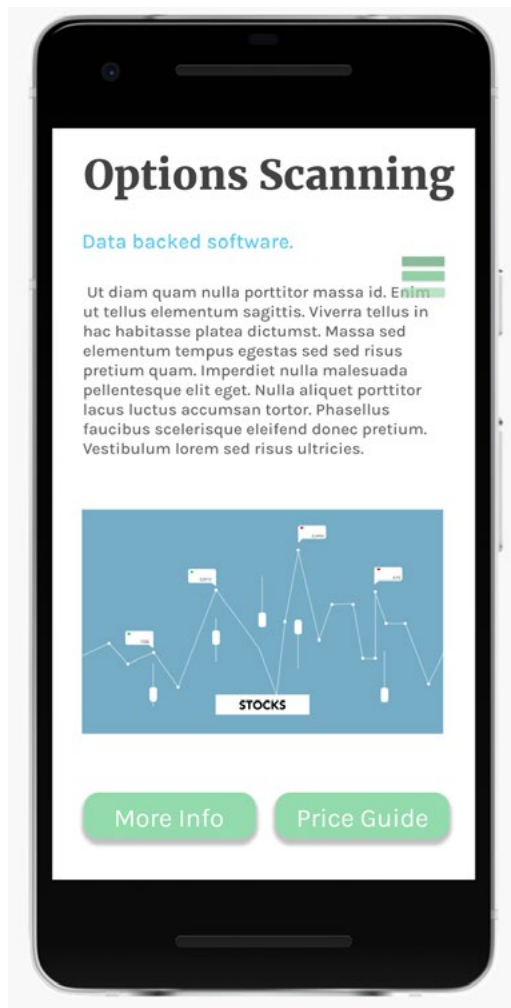 Options Scanning
Data backed software.
Ut diam quam nulla porttitor massa id. Enim
ut tellus elementum sagittis. Viverra tellus in
hac habitasse platea dictumst. Massa sed
elementum tempus egestas sed sed risus
pretium quam. Imperdiet nulla malesuada
pellentesque elit eget. Nulla aliquet porttitor
lacus luctus accumsan tortor. Phasellus
faucibus scelerisque eleifend donec pretium.
Vestibulum lorem sed risus ultricies.
STOCKS
More Info
Price Guide